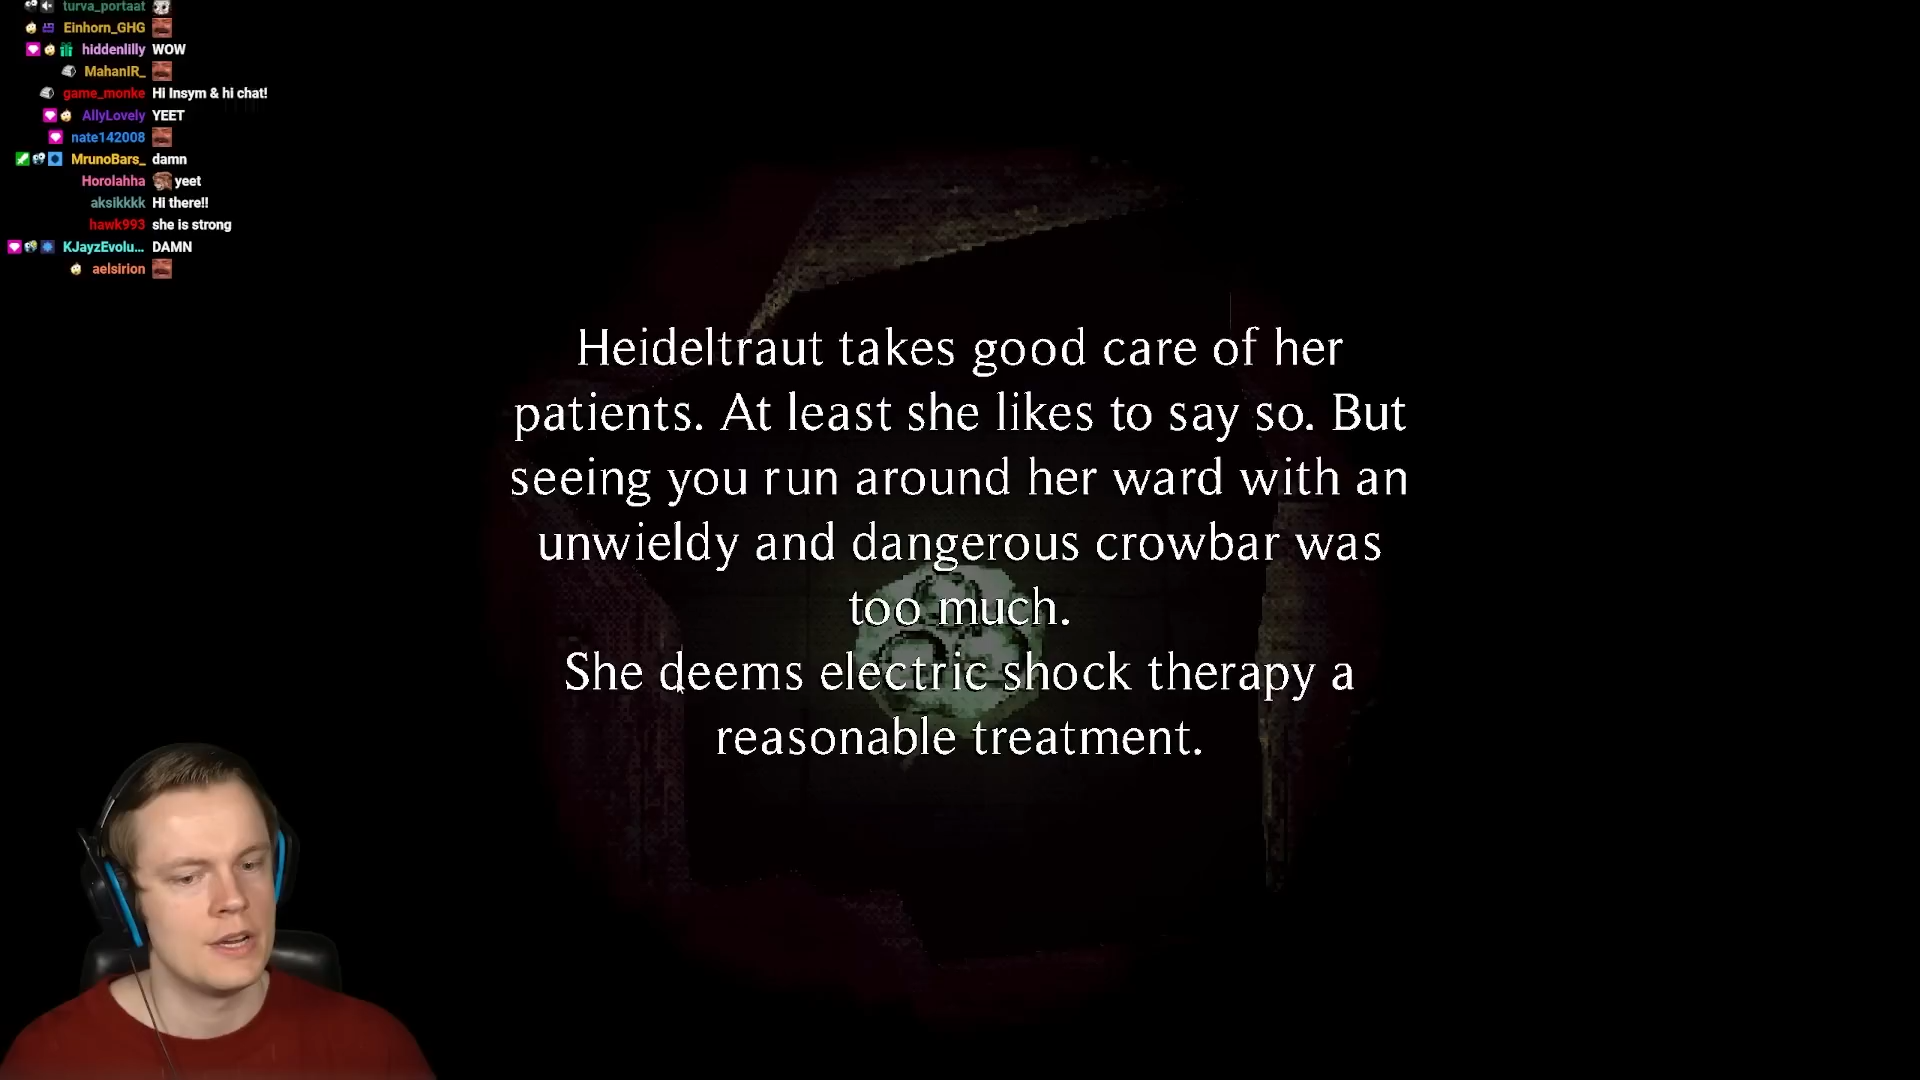 turva_portaat
Einhorn_GHG
hiddenlilly WOW
MahanIR_
game_monke Hi Insym & hi chat!
AllyLovely YEET
nate142008
MrunoBars_ damn
Horolahha yeet
aksikkkk Hi there!!
hawk993 she is strong
KJayzEvolu... DAMN
aelsirion
Heideltraut takes good care of her
patients. At least she likes to say so. But
seeing you run around her ward with an
unwieldy and dangerous crowbar was
too much.
She deems electric shock therapy a
reasonable treatment.